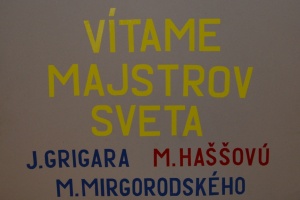 VÍTAME
MAJSTROV
SVETA
J.GRIGARA M.HAŠŠOVÚ
M.MIRGORODSKÉHO